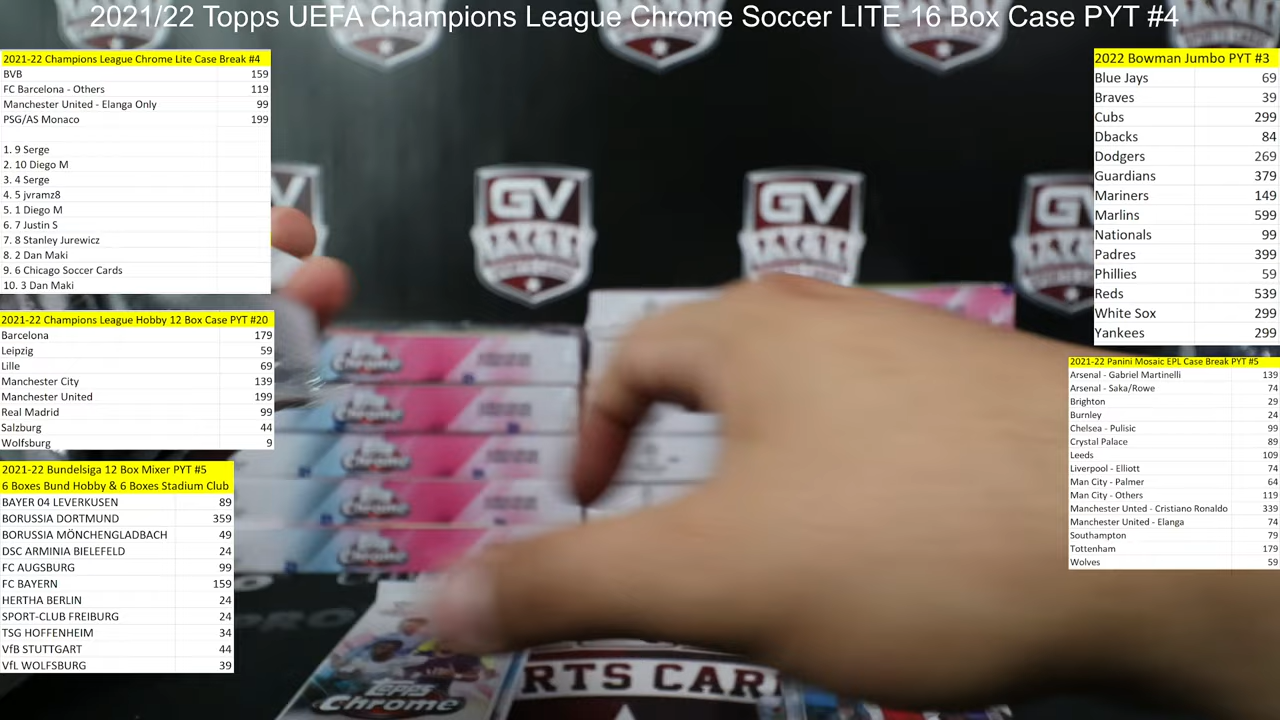 2021/22 Topps UEFA Champions League Chrome Soccer LITE 16 Box Case PYT #4
2021-22 Champions League Chrome Lite Case Break #4
BVB 159
FC Barcelona - Others 119
Manchester United - Elanga Only 99
PSG/AS Monaco 199
1. 9 Serge
2. 10 Diego M
3. 4 Serge
4. 5 jvramz8
5. 1 Diego M
6. 7 Justin S
7. 8 Stanley Jurewicz
8. 2 Dan Maki
9. 6 Chicago Soccer Cards
10. 3 Dan Maki
2021-22 Champions League Hobby 12 Box Case PYT #20
Barcelona 179
Leipzig 59
Lille 69
Manchester City 139
Manchester United 199
Real Madrid 99
Salzburg 44
Wolfsburg 9
2021-22 Bundelsiga 12 Box Mixer PYT #5
6 Boxes Bund Hobby & 6 Boxes Stadium Club
BAYER 04 LEVERKUSEN 89
BORUSSIA DORTMUND 359
BORUSSIA MÖNCHENGLADBACH 49
DSC ARMINIA BIELEFELD 24
FC AUGSBURG 99
FC BAYERN 159
HERTHA BERLIN 24
SPORT-CLUB FREIBURG 24
TSG HOFFENHEIM 34
VfB STUTTGART 44
VfL WOLFSBURG 39
2022 Bowman Jumbo PYT #3
Blue Jays 69
Braves 39
Cubs 299
Dbacks 84
Dodgers 269
Guardians 379
Mariners 149
Marlins 599
Nationals 99
Padres 399
Phillies 59
Reds 539
White Sox 299
Yankees 299
2021-22 Panini Mosaic EPL Case Break PYT #5
Arsenal - Gabriel Martinelli 139
Arsenal - Saka/Rowe 74
Brighton 29
Burnley 24
Chelsea - Pulisic 99
Crystal Palace 89
Leeds 109
Liverpool - Elliott 74
Man City - Palmer 64
Man City - Others 119
Manchester Unted - Cristiano Ronaldo 339
Manchester United - Elanga 74
Southampton 79
Tottenham 179
Wolves 59
GV
GV
GV
Topps Chrome
Topps Chrome
Topps Chrome
Topps Chrome
Topps Chrome
Topps Chrome
RTS CAR